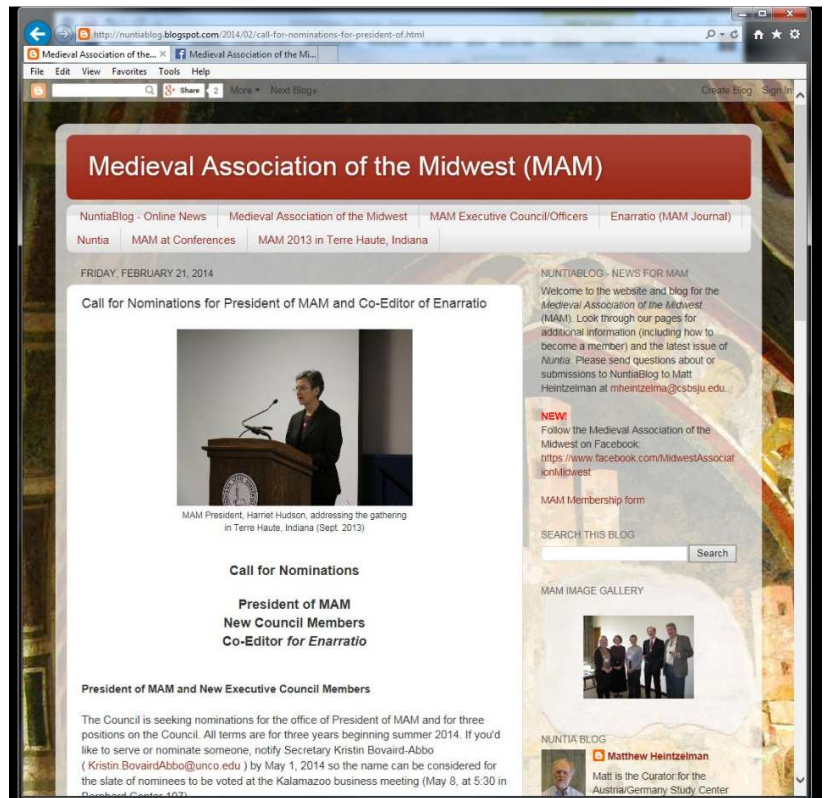 http://nuntiablog.blogspot.com/2014/02/call-for-nominations-for-president-of.html
Medieval Association of the... Medieval Association of the Mi...
File Edit View Favorites Tools Help
Share 2 More Next Blog» Create Blog Sign In
Medieval Association of the Midwest (MAM)
NuntiaBlog - Online News Medieval Association of the Midwest MAM Executive Council/Officers Enarratio (MAM Journal)
Nuntia MAM at Conferences MAM 2013 in Terre Haute, Indiana
FRIDAY, FEBRUARY 21, 2014
Call for Nominations for President of MAM and Co-Editor of Enarratio
MAM President, Harriet Hudson, addressing the gathering
in Terre Haute, Indiana (Sept. 2013)
Call for Nominations
President of MAM
New Council Members
Co-Editor for Enarratio
President of MAM and New Executive Council Members
The Council is seeking nominations for the office of President of MAM and for three
positions on the Council. All terms are for three years beginning summer 2014. If you'd
like to serve or nominate someone, notify Secretary Kristin Bovaird-Abbo
( Kristin.BovairdAbbo@unco.edu ) by May 1, 2014 so the name can be considered for
the slate of nominees to be voted at the Kalamazoo business meeting (May 8, at 5:30 in
Bernhard Center 107)
NUNTIABLOG - NEWS FOR MAM
Welcome to the website and blog for the
Medieval Association of the Midwest
(MAM). Look through our pages for
additional information (including how to
become a member) and the latest issue of
Nuntia. Please send questions about or
submissions to NuntiaBlog to Matt
Heintzelman at mheintzelma@csbsju.edu.
NEW!
Follow the Medieval Association of the
Midwest on Facebook:
https://www.facebook.com/MidwestAssociat
ionMidwest
MAM Membership form
SEARCH THIS BLOG
Search
MAM IMAGE GALLERY
NUNTIA BLOG
Matthew Heintzelman
Matt is the Curator for the
Austria/Germany Study Center